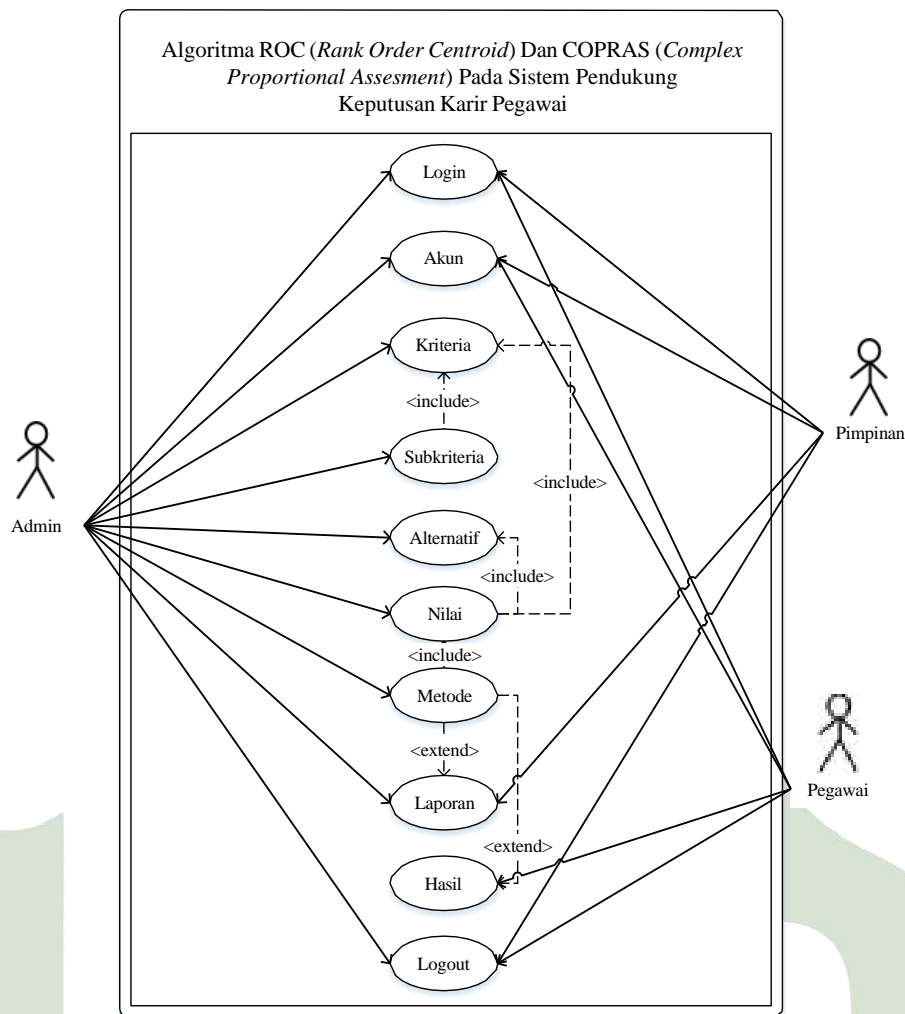 Algoritma ROC (Rank Order Centroid) Dan COPRAS (Complex
Proportional Assesment) Pada Sistem Pendukung
Keputusan Karir Pegawai
Login
Akun
Kriteria
<include>
Subkriteria
<include>
Alternatif
<include>
Nilai
<include>
Metode
<extend>
Laporan
<extend>
Hasil
Logout
Admin
Pimpinan
Pegawai